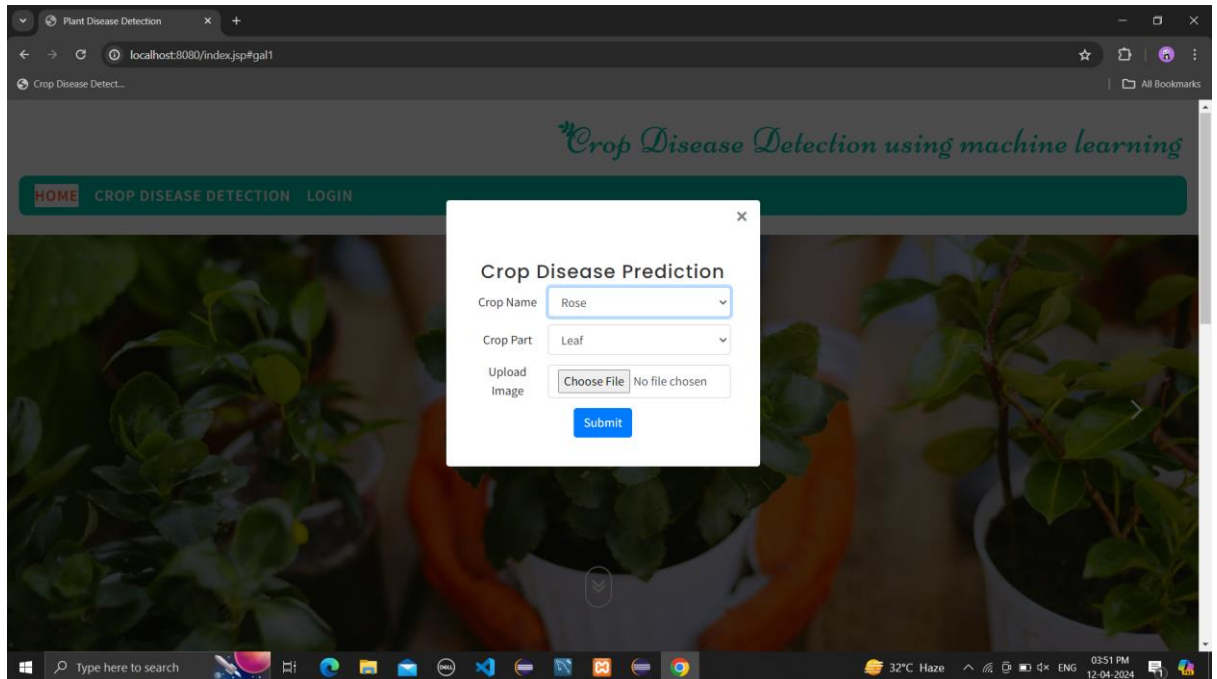 Plant Disease Detection
localhost:8080/index.jsp#gal1
Crop Disease Detect...
All Bookmarks
Crop Disease Detection using machine learning
HOME CROP DISEASE DETECTION LOGIN
×
Crop Disease Prediction
Crop Name Rose
Crop Part Leaf
Upload Image Choose File No file chosen
Submit
Type here to search
DELL
32°C Haze
ENG
03:51 PM
12-04-2024